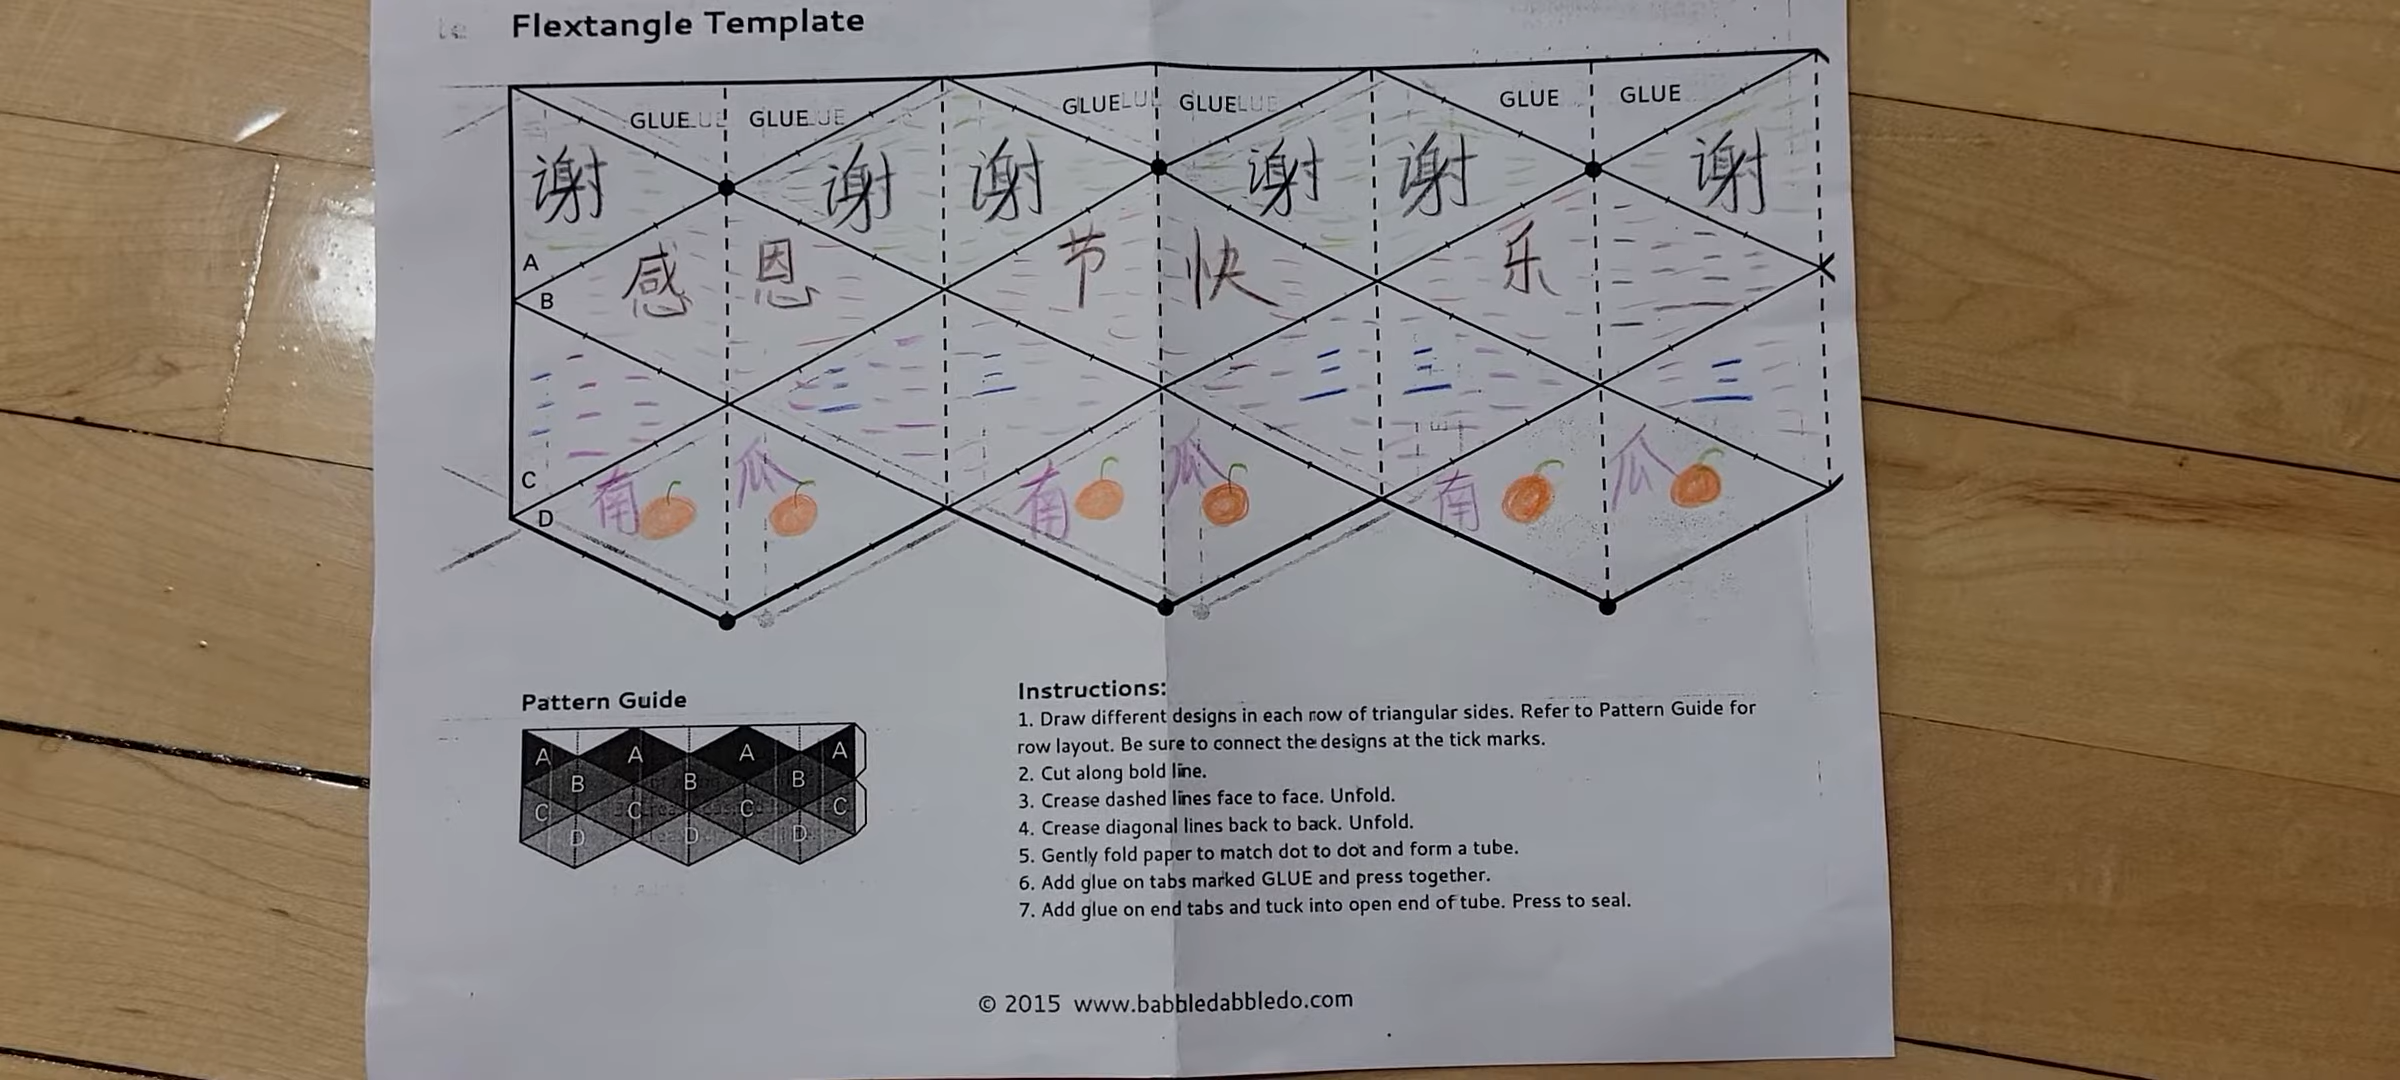 Flextangle Template
GLUE GLUE GLUE GLUE GLUE GLUE
谢 谢 谢 谢 谢 谢
A
B
感 恩 节 快 乐
C
D
南 瓜 南 瓜 南 瓜
Pattern Guide
A A A A
B B B
C C C C
D D D
Instructions:
1. Draw different designs in each row of triangular sides. Refer to Pattern Guide for
row layout. Be sure to connect the designs at the tick marks.
2. Cut along bold line.
3. Crease dashed lines face to face. Unfold.
4. Crease diagonal lines back to back. Unfold.
5. Gently fold paper to match dot to dot and form a tube.
6. Add glue on tabs marked GLUE and press together.
7. Add glue on end tabs and tuck into open end of tube. Press to seal.
© 2015 www.babbledabbledo.com